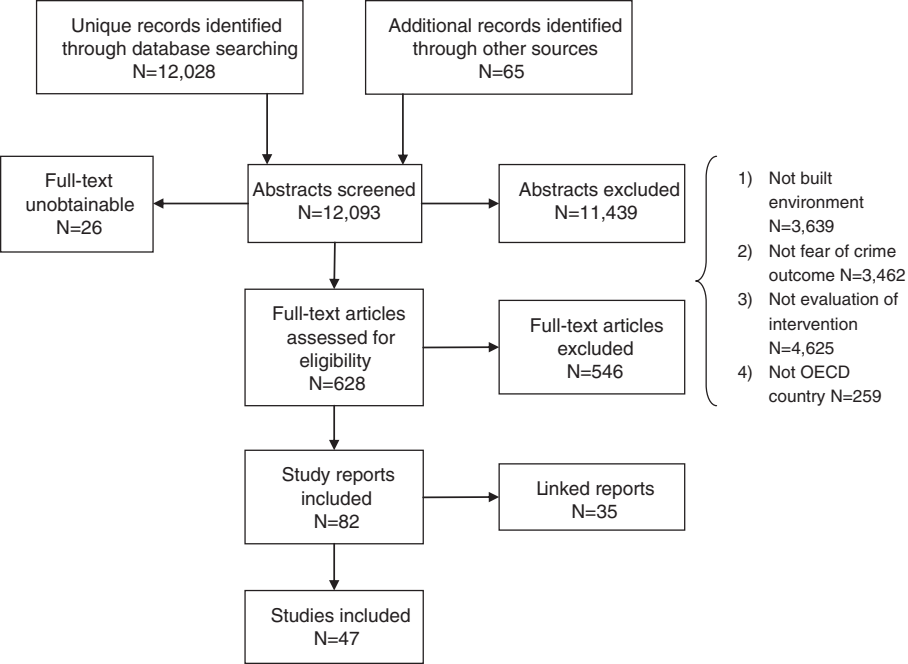 Unique records identified
through database searching
N=12,028
Additional records identified
through other sources
N=65
Full-text
unobtainable
N=26
Abstracts screened
N=12,093
Abstracts excluded
N=11,439
1) Not built
environment
N=3,639
2) Not fear of crime
outcome N=3,462
3) Not evaluation of
intervention
N=4,625
4) Not OECD
country N=259
Full-text articles
assessed for
eligibility
N=628
Full-text articles
excluded
N=546
Study reports
included
N=82
Linked reports
N=35
Studies included
N=47